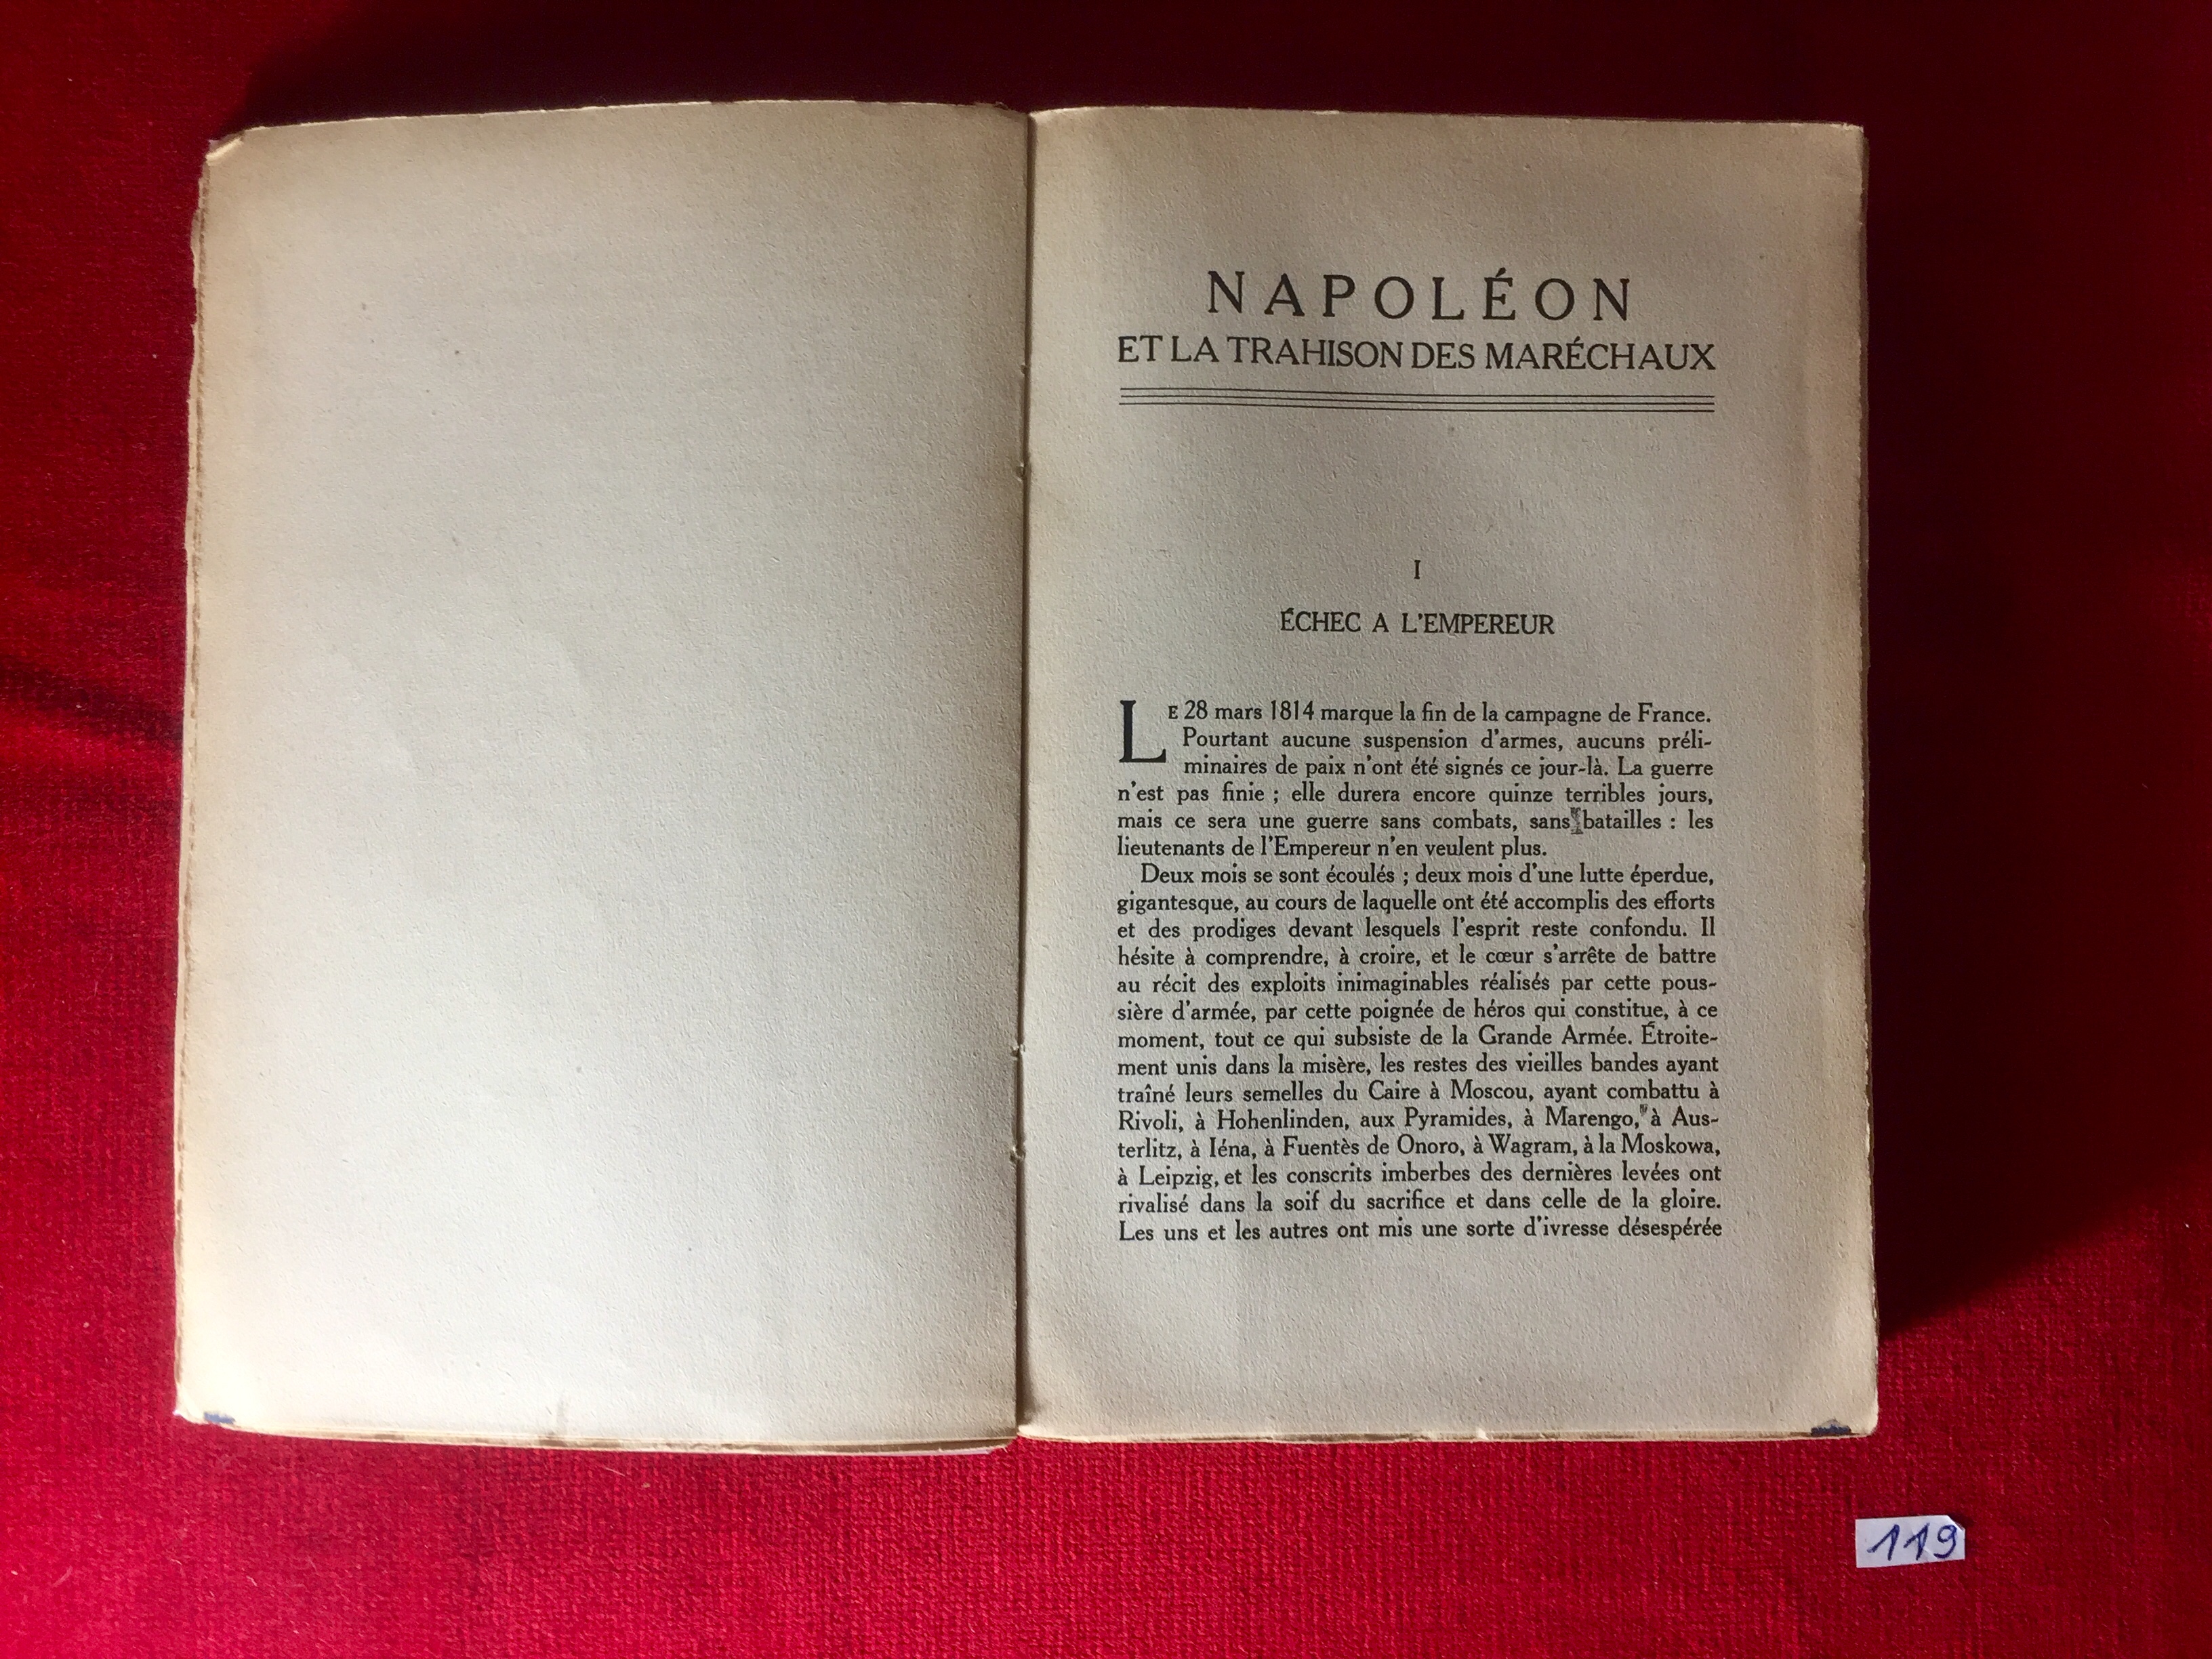 NAPOLÉON
ET LA TRAHISON DES MARÉCHAUX
I
ÉCHEC A L'EMPEREUR
LE 28 mars 1814 marque la fin de la campagne de France.
Pourtant aucune suspension d'armes, aucuns préli-
minaires de paix n'ont été signés ce jour-là. La guerre
n'est pas finie ; elle durera encore quinze terribles jours,
mais ce sera une guerre sans combats, sans batailles : les
lieutenants de l'Empereur n'en veulent plus.
Deux mois se sont écoulés ; deux mois d'une lutte éperdue,
gigantesque, au cours de laquelle ont été accomplis des efforts
et des prodiges devant lesquels l'esprit reste confondu. Il
hésite à comprendre, à croire, et le cœur s'arrête de battre
au récit des exploits inimaginables réalisés par cette pous-
sière d'armée, par cette poignée de héros qui constitue, à ce
moment, tout ce qui subsiste de la Grande Armée. Étroite-
ment unis dans la misère, les restes des vieilles bandes ayant
traîné leurs semelles du Caire à Moscou, ayant combattu à
Rivoli, à Hohenlinden, aux Pyramides, à Marengo, à Aus-
terlitz, à Iéna, à Fuentès de Onoro, à Wagram, à la Moskowa,
à Leipzig, et les conscrits imberbes des dernières levées ont
rivalisé dans la soif du sacrifice et dans celle de la gloire.
Les uns et les autres ont mis une sorte d'ivresse désespérée
119